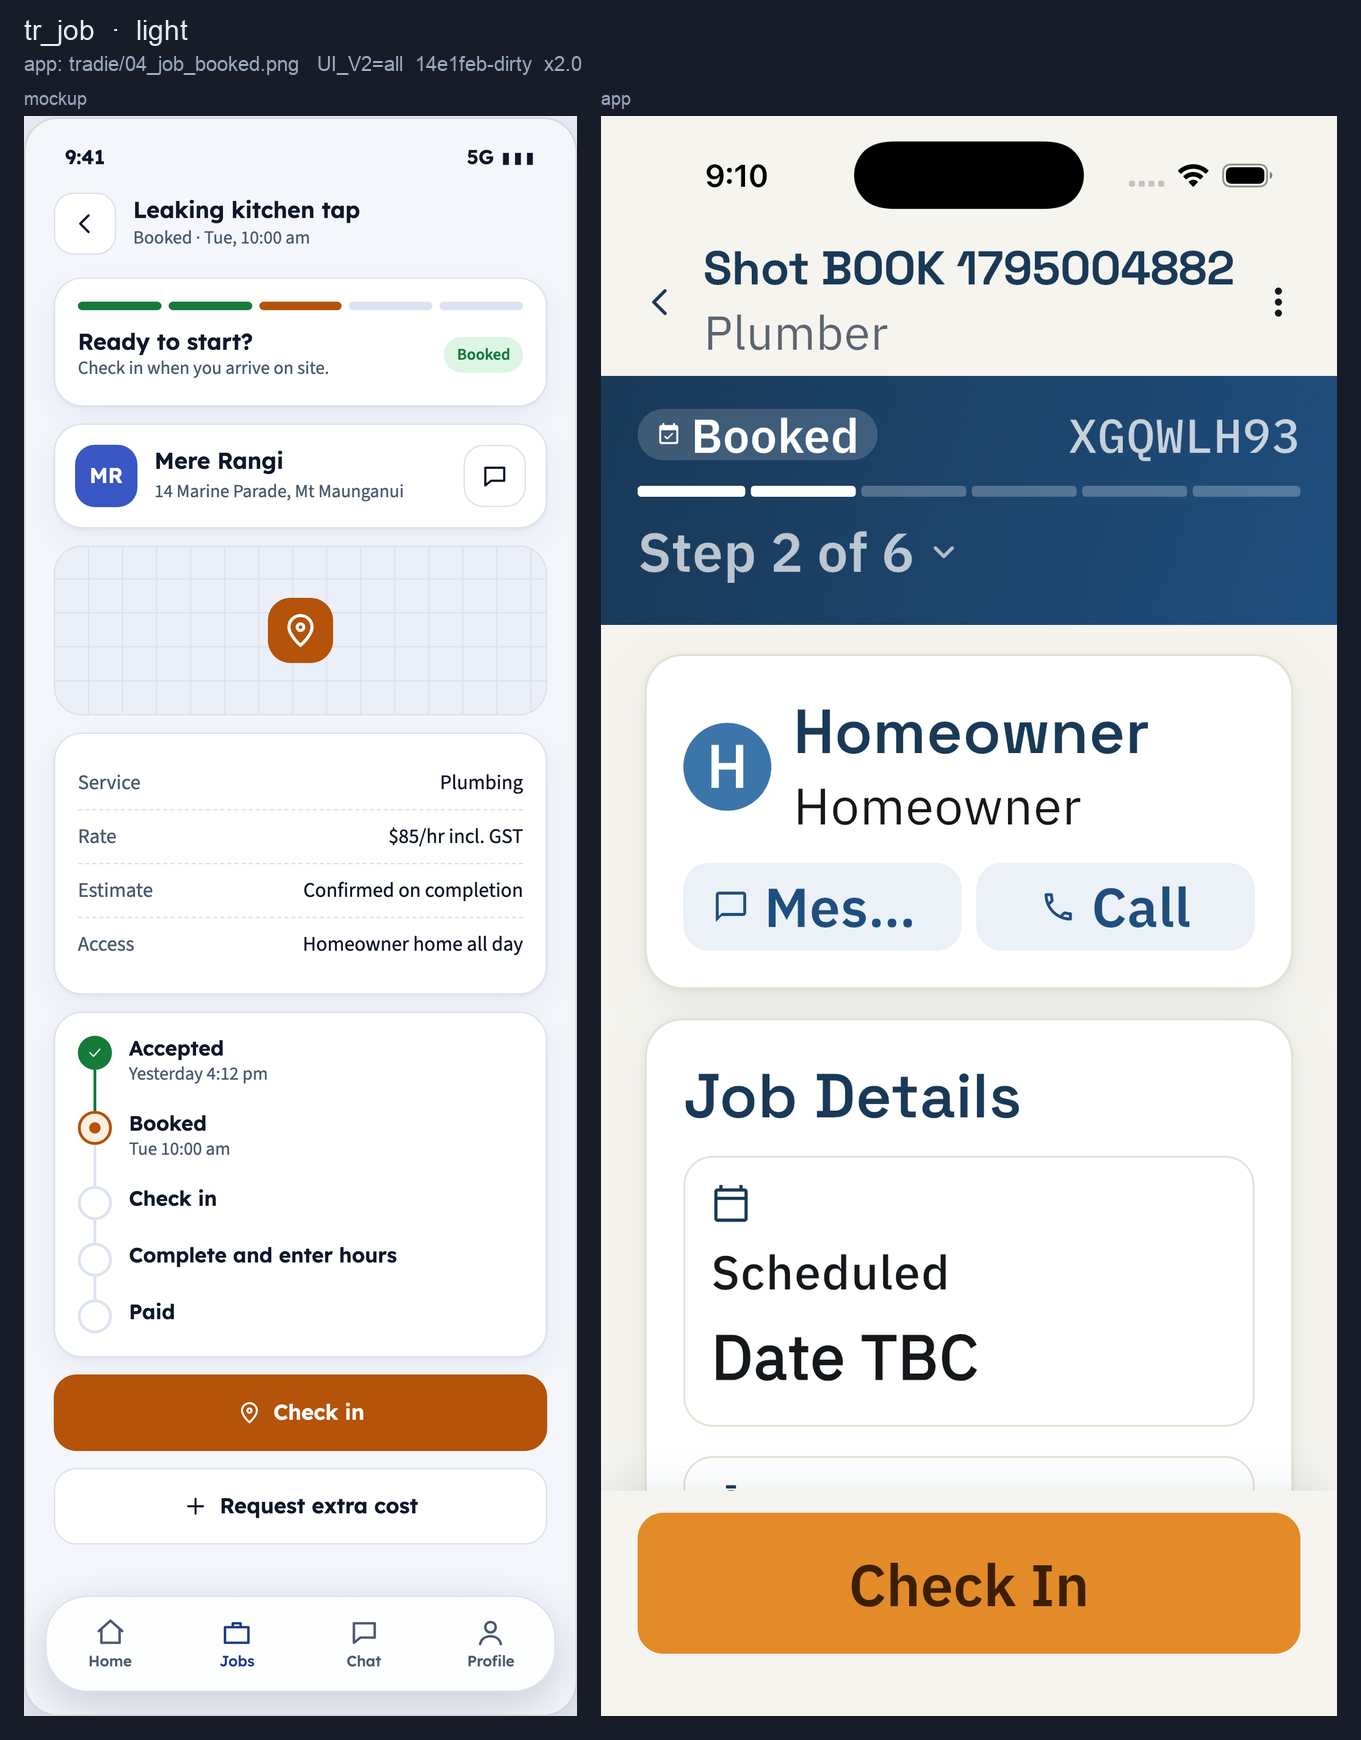 tr_job · light
app: tradie/04_job_booked.png UI_V2=all 14e1feb-dirty x2.0
mockup
9:41
5G
Leaking kitchen tap
Booked · Tue, 10:00 am
Ready to start?
Check in when you arrive on site.
Booked
MR
Mere Rangi
14 Marine Parade, Mt Maunganui
Service Plumbing
Rate $85/hr incl. GST
Estimate Confirmed on completion
Access Homeowner home all day
Accepted
Yesterday 4:12 pm
Booked
Tue 10:00 am
Check in
Complete and enter hours
Paid
Check in
Request extra cost
Home Jobs Chat Profile
app
9:10
Shot BOOK 1795004882
Plumber
Booked XGQWLH93
Step 2 of 6
H
Homeowner
Homeowner
Mes... Call
Job Details
Scheduled
Date TBC
Check In